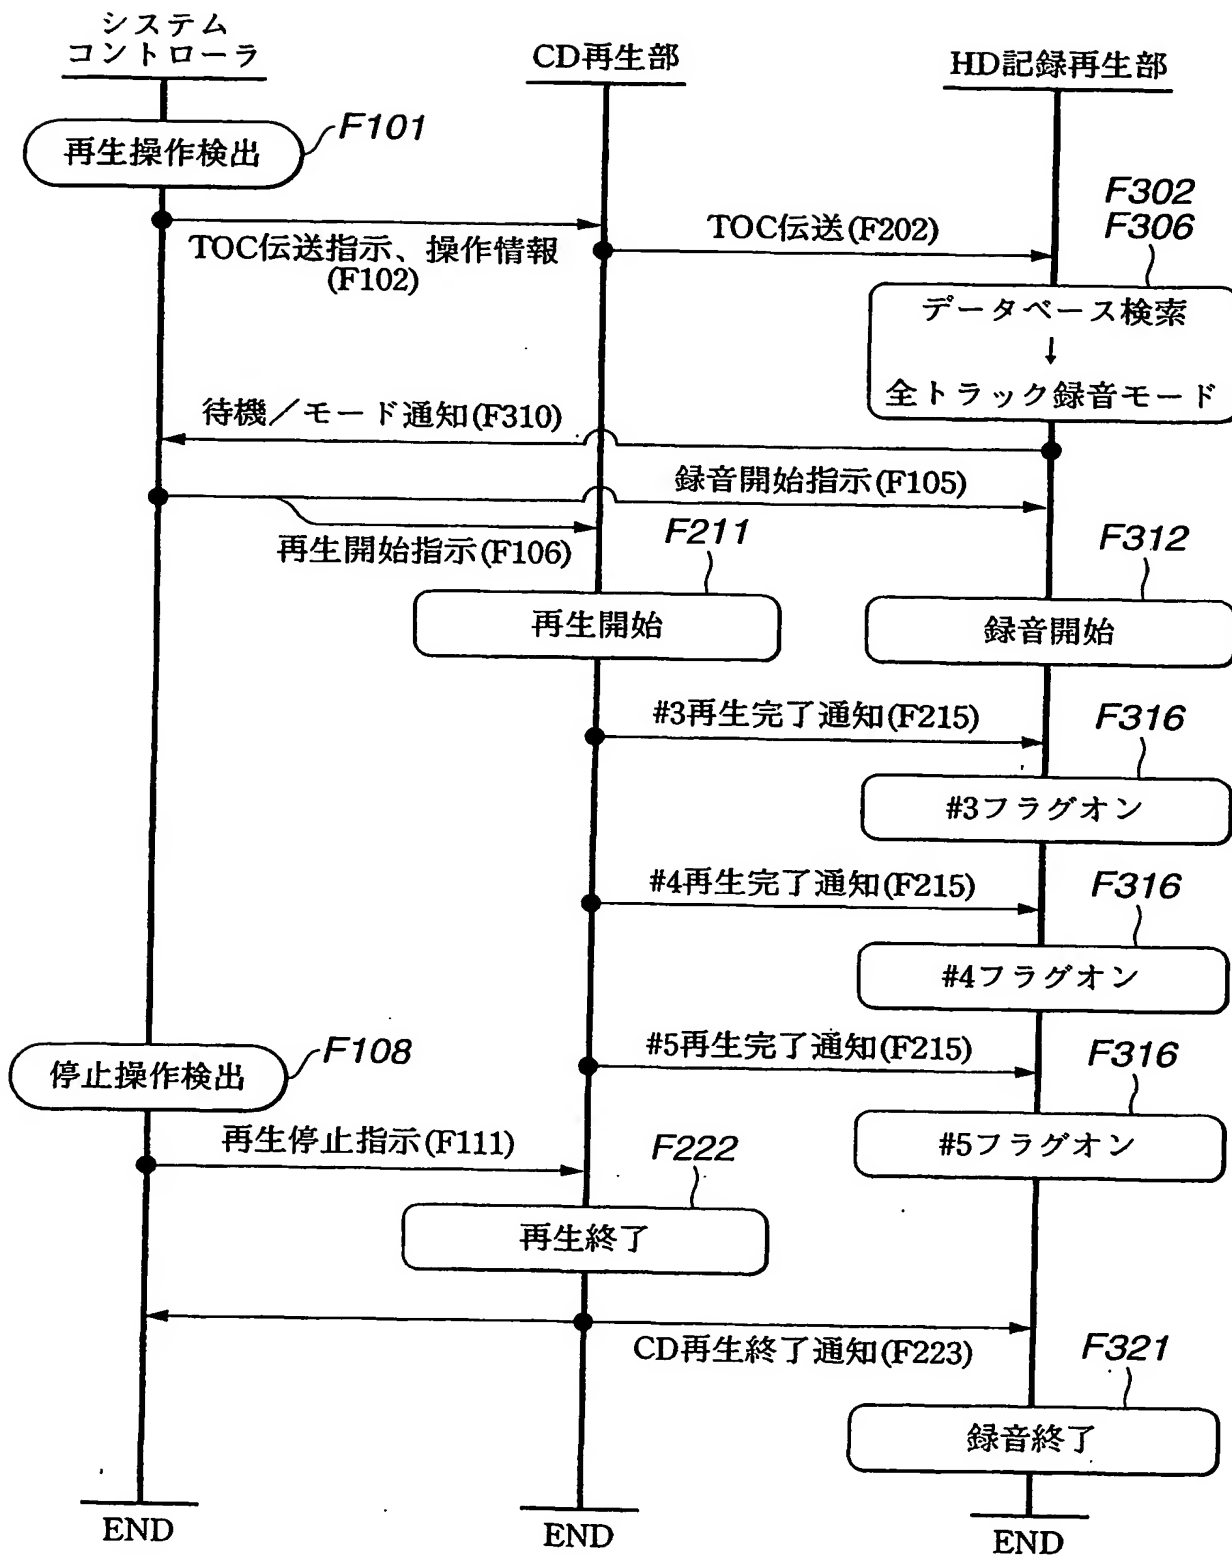 システム
コントローラ
CD再生部
HD記録再生部
再生操作検出
F101
TOC伝送指示、操作情報
(F102)
TOC伝送(F202)
F302
F306
データベース検索
↓
全トラック録音モード
待機／モード通知(F310)
録音開始指示(F105)
再生開始指示(F106)
F211
再生開始
F312
録音開始
#3再生完了通知(F215)
F316
#3フラグオン
#4再生完了通知(F215)
F316
#4フラグオン
停止操作検出
F108
#5再生完了通知(F215)
F316
#5フラグオン
再生停止指示(F111)
F222
再生終了
CD再生終了通知(F223)
F321
録音終了
END
END
END